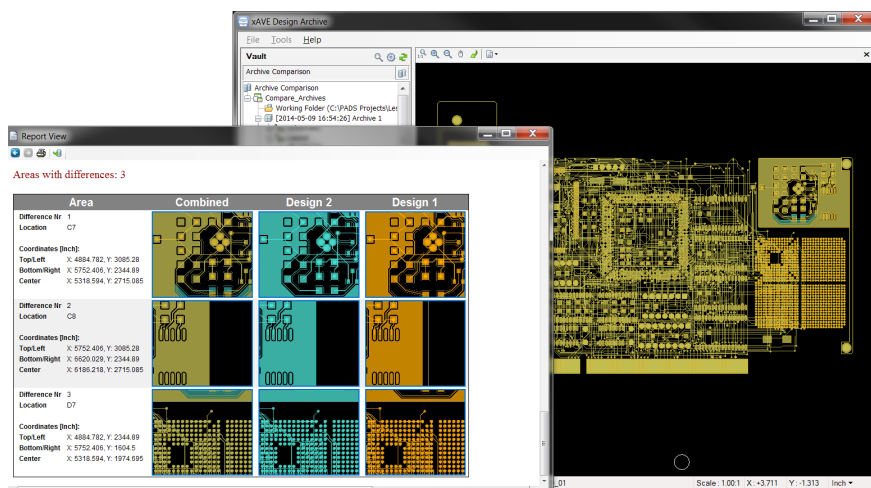 xAVE Design Archive
File Tools Help
Vault
Archive Comparison
Archive Comparison
Compare_Archives
Working Folder (C:\PADS Projects\Les
[2014-05-09 16:54:26] Archive 1
Report View
Areas with differences: 3
Area Combined Design 2 Design 1
Difference Nr 1
Location C7
Coordinates [Inch]:
Top/Left X: 4884.782, Y: 3085.28
Bottom/Right X: 5752.406, Y: 2344.89
Center X: 5318.594, Y: 2715.085
Difference Nr 2
Location C8
Coordinates [Inch]:
Top/Left X: 5752.406, Y: 3085.28
Bottom/Right X: 6620.029, Y: 2344.89
Center X: 6186.218, Y: 2715.085
Difference Nr 3
Location D7
Coordinates [Inch]:
Top/Left X: 4884.782, Y: 2344.89
Bottom/Right X: 5752.406, Y: 1604.5
Center X: 5318.594, Y: 1974.695
_01 Scale : 1.00:1 X : +3.711 Y : -1.313 Inch